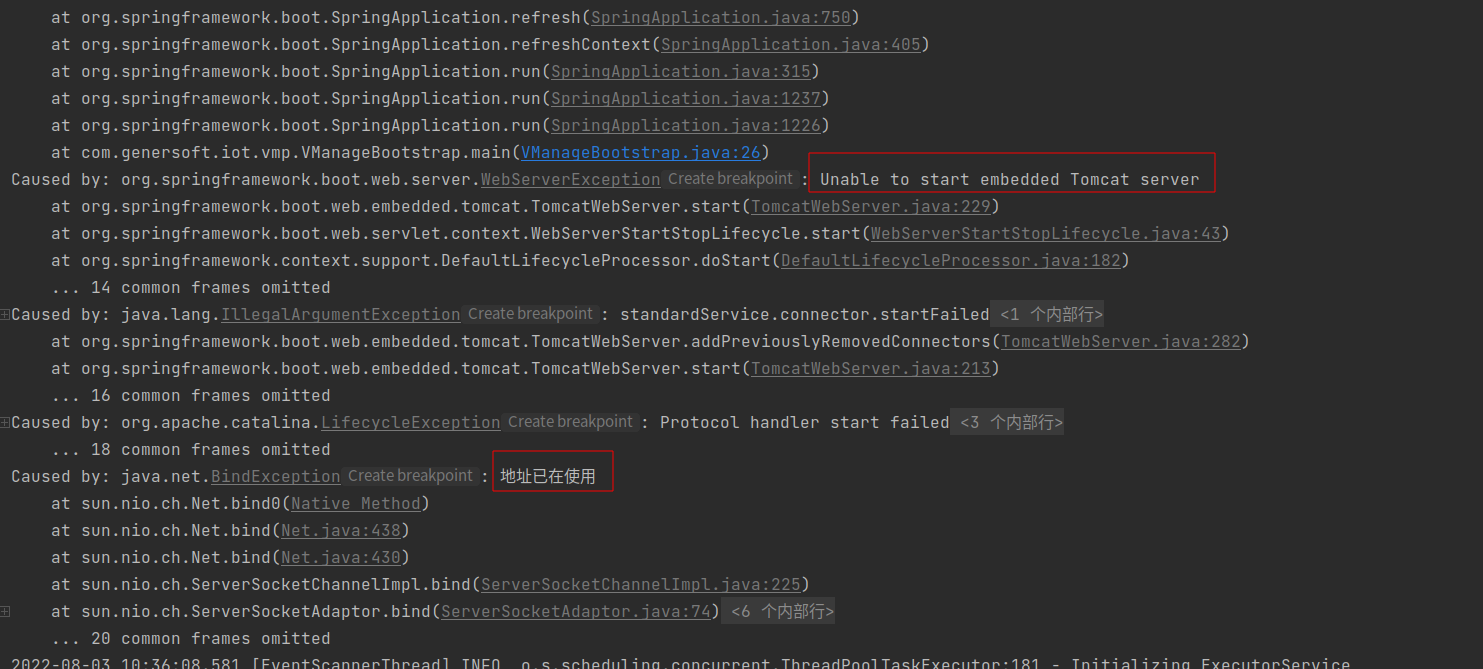 at org.springframework.boot.SpringApplication.refresh(SpringApplication.java:750)
at org.springframework.boot.SpringApplication.refreshContext(SpringApplication.java:405)
at org.springframework.boot.SpringApplication.run(SpringApplication.java:315)
at org.springframework.boot.SpringApplication.run(SpringApplication.java:1237)
at org.springframework.boot.SpringApplication.run(SpringApplication.java:1226)
at com.genersoft.iot.vmp.VManageBootstrap.main(VManageBootstrap.java:26)
Caused by: org.springframework.boot.web.server.WebServerException Create breakpoint : Unable to start embedded Tomcat server
at org.springframework.boot.web.embedded.tomcat.TomcatWebServer.start(TomcatWebServer.java:229)
at org.springframework.boot.web.servlet.context.WebServerStartStopLifecycle.start(WebServerStartStopLifecycle.java:43)
at org.springframework.context.support.DefaultLifecycleProcessor.doStart(DefaultLifecycleProcessor.java:182)
... 14 common frames omitted
Caused by: java.lang.IllegalArgumentException Create breakpoint : standardService.connector.startFailed <1 个内部行>
at org.springframework.boot.web.embedded.tomcat.TomcatWebServer.addPreviouslyRemovedConnectors(TomcatWebServer.java:282)
at org.springframework.boot.web.embedded.tomcat.TomcatWebServer.start(TomcatWebServer.java:213)
... 16 common frames omitted
Caused by: org.apache.catalina.LifecycleException Create breakpoint : Protocol handler start failed <3 个内部行>
... 18 common frames omitted
Caused by: java.net.BindException Create breakpoint : 地址已在使用
at sun.nio.ch.Net.bind0(Native Method)
at sun.nio.ch.Net.bind(Net.java:438)
at sun.nio.ch.Net.bind(Net.java:430)
at sun.nio.ch.ServerSocketChannelImpl.bind(ServerSocketChannelImpl.java:225)
at sun.nio.ch.ServerSocketAdaptor.bind(ServerSocketAdaptor.java:74) <6 个内部行>
... 20 common frames omitted
2022-08-03 10:36:08.581 [EventScannerThread] INFO  o.s.scheduling.concurrent.ThreadPoolTaskExecutor:181 - Initializing ExecutorService